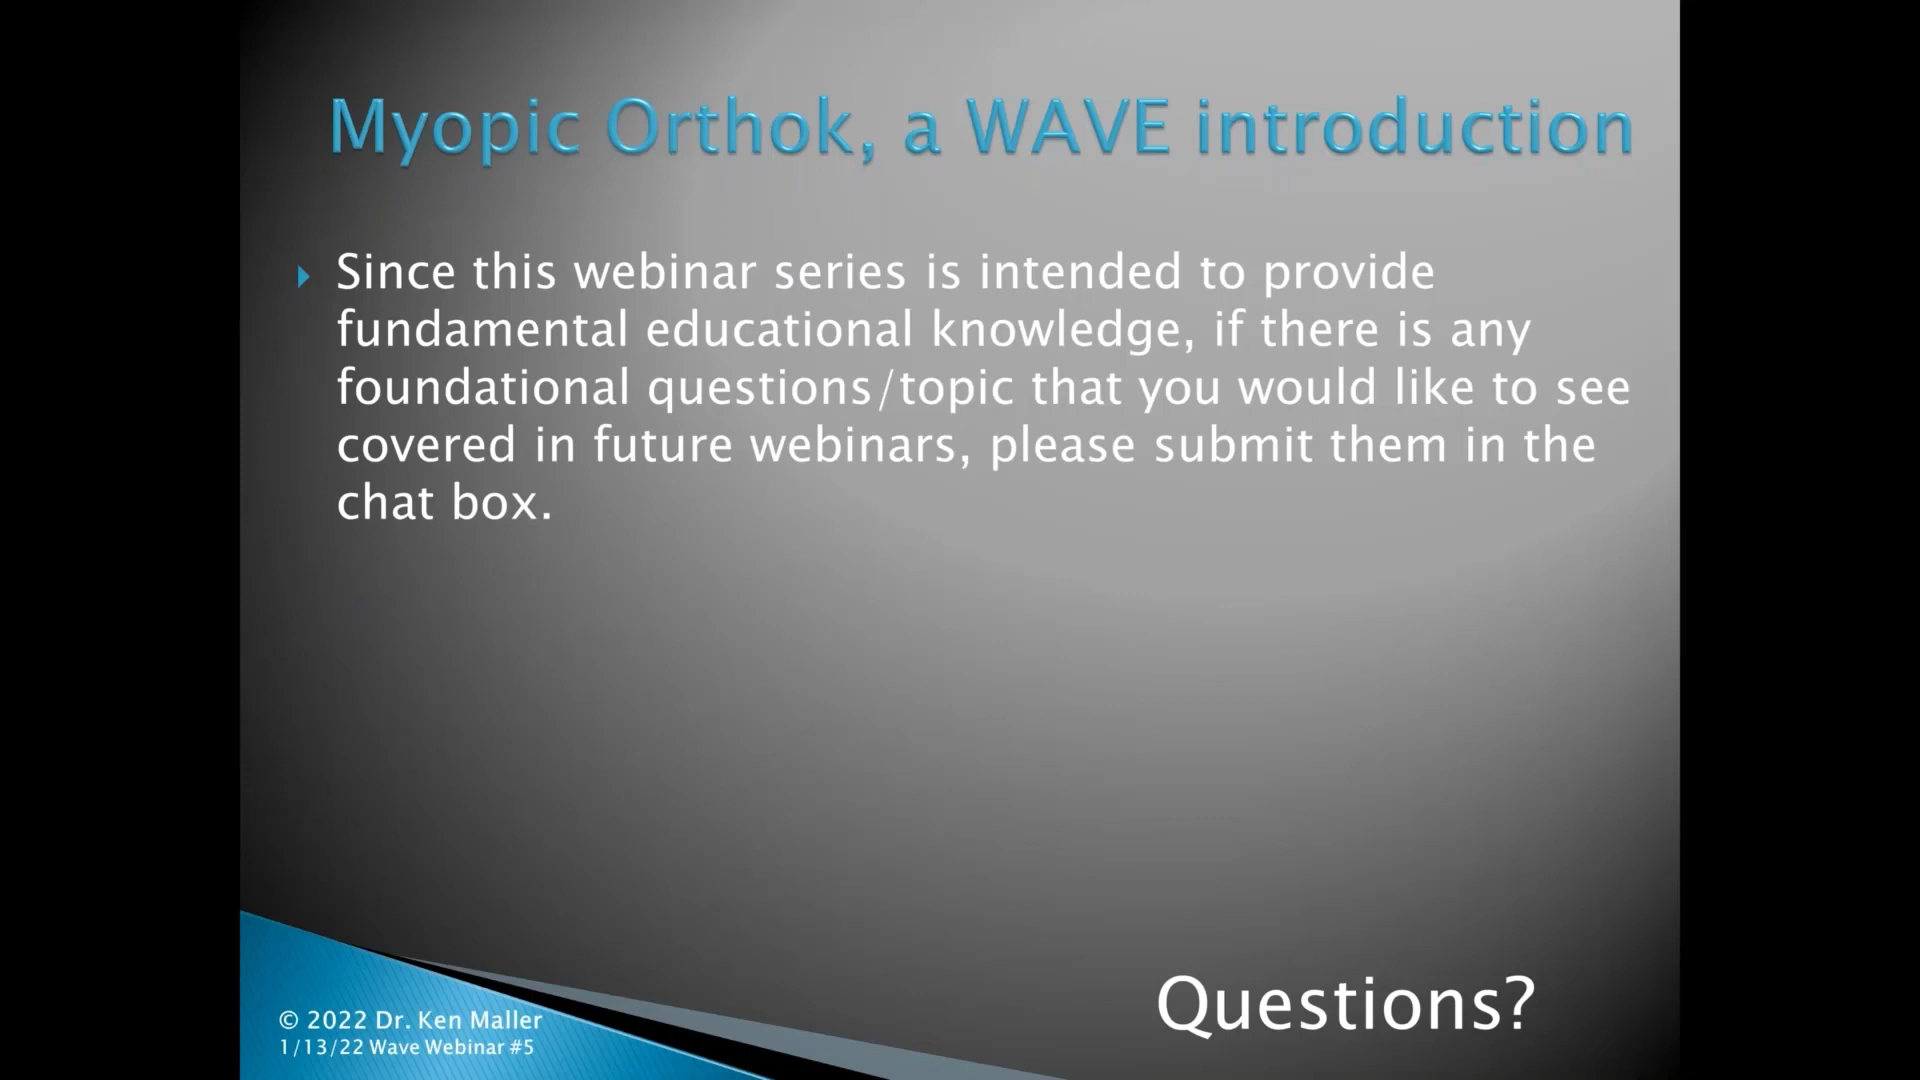 Myopic Orthok, a WAVE introduction
Since this webinar series is intended to provide
fundamental educational knowledge, if there is any
foundational questions/topic that you would like to see
covered in future webinars, please submit them in the
chat box.
Questions?
© 2022 Dr. Ken Maller
1/13/22 Wave Webinar #5